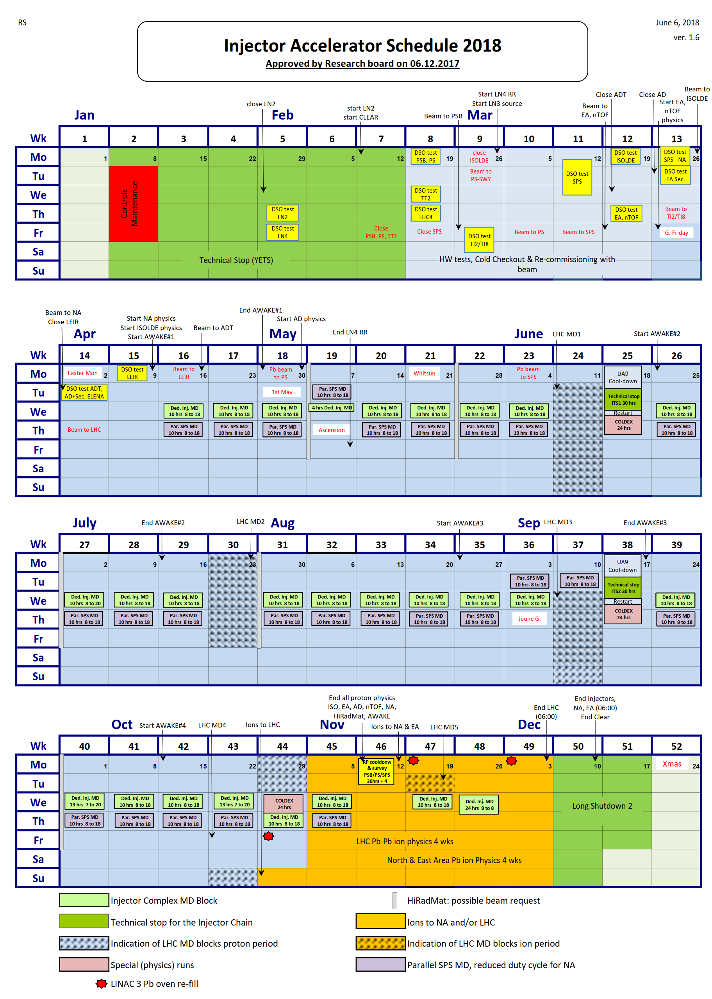 RS
June 6, 2018
ver. 1.6
Injector Accelerator Schedule 2018
Approved by Research board on 06.12.2017
Jan
close LN2
Feb
start LN2
start CLEAR
Beam to PSB
Mar
Start LN4 RR
Start LN3 source
Beam to
EA, nTOF
Close ADT
Close AD
Start EA,
nTOF
physics
Beam to
ISOLDE
Wk 1 2 3 4 5 6 7 8 9 10 11 12 13
Mo 1 8 15 22 29 5 12 19 26 5 12 19 26
DSO test
PSB, PS
close
ISOLDE
DSO test
ISOLDE
DSO test
SPS - NA
Tu
Controls
Maintenance
Beam to
PS-SWY
DSO test
SPS
DSO test
EA Sec.
We
DSO test
TT2
Th
DSO test
LN2
DSO test
LHC4
DSO test
EA, nTOF
Beam to
TI2/TI8
Fr
DSO test
LN4
Close
PSB, PS, TT2
Close SPS
DSO test
TI2/TI8
Beam to PS
Beam to SPS
G. Friday
Sa
Technical Stop (YETS)
HW tests, Cold Checkout & Re-commissioning with
beam
Su
Beam to NA
Close LEIR
Apr
Start NA physics
Start ISOLDE physics
Start AWAKE#1
Beam to ADT
End AWAKE#1
May
Start AD physics
End LN4 RR
June
LHC MD1
Start AWAKE#2
Wk 14 15 16 17 18 19 20 21 22 23 24 25 26
Mo 2 9 16 23 30 7 14 21 28 4 11 18 25
Easter Mon
DSO test
LEIR
Beam to
LEIR
Pb beam
to PS
Whitsun
Pb beam
to SPS
UA9
Cool-down
Tu
DSO test ADT,
AD+Sec, ELENA
1st May
Par. SPS MD
10 hrs 8 to 18
Technical stop
ITS1 30 hrs
We
Ded. Inj. MD
10 hrs 8 to 18
Ded. Inj. MD
10 hrs 8 to 18
Ded. Inj. MD
10 hrs 8 to 18
4 hrs Ded. Inj. MD
Ded. Inj. MD
10 hrs 8 to 18
Ded. Inj. MD
10 hrs 8 to 18
Ded. Inj. MD
10 hrs 8 to 18
Ded. Inj. MD
10 hrs 8 to 18
Restart
Ded. Inj. MD
10 hrs 8 to 18
Th
Beam to LHC
Par. SPS MD
10 hrs 8 to 18
Par. SPS MD
10 hrs 8 to 18
Par. SPS MD
10 hrs 8 to 18
Ascension
Par. SPS MD
10 hrs 8 to 18
Par. SPS MD
10 hrs 8 to 18
Par. SPS MD
10 hrs 8 to 18
Par. SPS MD
10 hrs 8 to 18
COLDEX
24 hrs
Par. SPS MD
10 hrs 8 to 18
Fr
Sa
Su
July
End AWAKE#2
LHC MD2
Aug
Start AWAKE#3
Sep
LHC MD3
End AWAKE#3
Wk 27 28 29 30 31 32 33 34 35 36 37 38 39
Mo 2 9 16 23 30 6 13 20 27 3 10 17 24
UA9
Cool-down
Tu
Par. SPS MD
10 hrs 8 to 18
Par. SPS MD
10 hrs 8 to 18
Technical stop
ITS2 30 hrs
We
Ded. Inj. MD
10 hrs 8 to 20
Ded. Inj. MD
10 hrs 8 to 18
Ded. Inj. MD
10 hrs 8 to 18
Ded. Inj. MD
10 hrs 8 to 18
Ded. Inj. MD
10 hrs 8 to 18
Ded. Inj. MD
10 hrs 8 to 18
Ded. Inj. MD
10 hrs 8 to 18
Ded. Inj. MD
10 hrs 8 to 18
Ded. Inj. MD
10 hrs 8 to 18
Restart
Ded. Inj. MD
10 hrs 8 to 18
Th
Par. SPS MD
10 hrs 8 to 18
Par. SPS MD
10 hrs 8 to 18
Par. SPS MD
10 hrs 8 to 18
Par. SPS MD
10 hrs 8 to 18
Par. SPS MD
10 hrs 8 to 18
Par. SPS MD
10 hrs 8 to 18
Par. SPS MD
10 hrs 8 to 18
Par. SPS MD
10 hrs 8 to 18
Jeune G.
COLDEX
24 hrs
Par. SPS MD
10 hrs 8 to 18
Fr
Sa
Su
Oct
Start AWAKE#4
LHC MD4
Ions to LHC
Nov
End all proton physics
ISO, EA, AD, nTOF, NA,
HiRadMat, AWAKE
Ions to NA & EA
LHC MD5
Dec
End LHC
(06:00)
End injectors,
NA, EA (06:00)
End Clear
Wk 40 41 42 43 44 45 46 47 48 49 50 51 52
Mo 1 8 15 22 29 5 12 19 26 3 10 17 24
RP cooldonw
& survey
PSB/PS/SPS
30hrs + 4
Xmas
Tu
We
Ded. Inj. MD
13 hrs 7 to 20
Ded. Inj. MD
10 hrs 8 to 18
Ded. Inj. MD
10 hrs 8 to 18
Ded. Inj. MD
13 hrs 7 to 20
COLDEX
24 hrs
Ded. Inj. MD
10 hrs 8 to 18
Ded. Inj. MD
10 hrs 8 to 18
Ded. Inj. MD
24 hrs 8 to 8
Long Shutdown 2
Th
Par. SPS MD
10 hrs 8 to 18
Par. SPS MD
10 hrs 8 to 18
Par. SPS MD
10 hrs 8 to 18
Par. SPS MD
10 hrs 8 to 18
Ded. Inj. MD
10 hrs 8 to 18
Par. SPS MD
10 hrs 8 to 18
Fr
LHC Pb-Pb ion physics 4 wks
Sa
North & East Area Pb ion Physics 4 wks
Su
Injector Complex MD Block
HiRadMat: possible beam request
Technical stop for the Injector Chain
Ions to NA and/or LHC
Indication of LHC MD blocks proton period
Indication of LHC MD blocks ion period
Special (physics) runs
Parallel SPS MD, reduced duty cycle for NA
LINAC 3 Pb oven re-fill